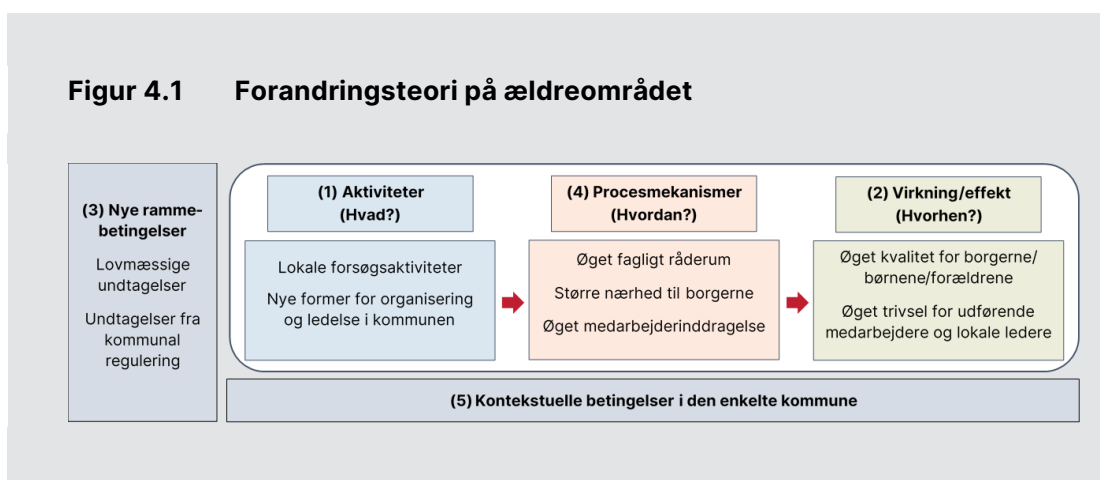 Figur 4.1 Forandringsteori på ældreområdet
(3) Nye ramme-
betingelser
Lovmæssige
undtagelser
Undtagelser fra
kommunal
regulering
(1) Aktiviteter
(Hvad?)
Lokale forsøgsaktiviteter
Nye former for organisering
og ledelse i kommunen
(4) Procesmekanismer
(Hvordan?)
Øget fagligt råderum
Større nærhed til borgerne
Øget medarbejderinddragelse
(2) Virkning/effekt
(Hvorhen?)
Øget kvalitet for borgerne/
børnene/forældrene
Øget trivsel for udførende
medarbejdere og lokale ledere
(5) Kontekstuelle betingelser i den enkelte kommune